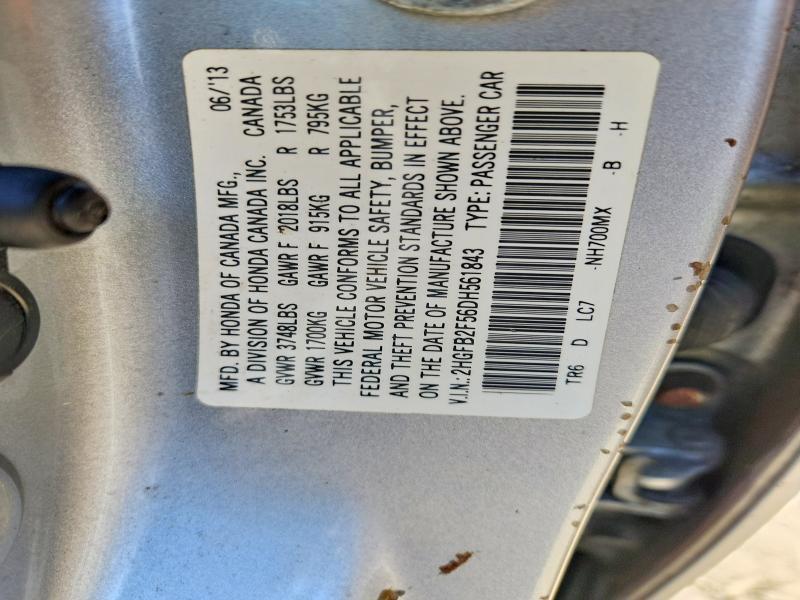 MFD. BY HONDA OF CANADA MFG., 06/'13
A DIVISION OF HONDA CANADA INC. CANADA
GVWR 3748LBS GAWR F 2018LBS R 1753LBS
GVWR 1700KG GAWR F 915KG R 795KG
THIS VEHICLE CONFORMS TO ALL APPLICABLE
FEDERAL MOTOR VEHICLE SAFETY, BUMPER,
AND THEFT PREVENTION STANDARDS IN EFFECT
ON THE DATE OF MANUFACTURE SHOWN ABOVE.
V.I.N.:2HGFB2F56DH561843 TYPE:PASSENGER CAR
TR6 D LC7 -NH700MX -B -H